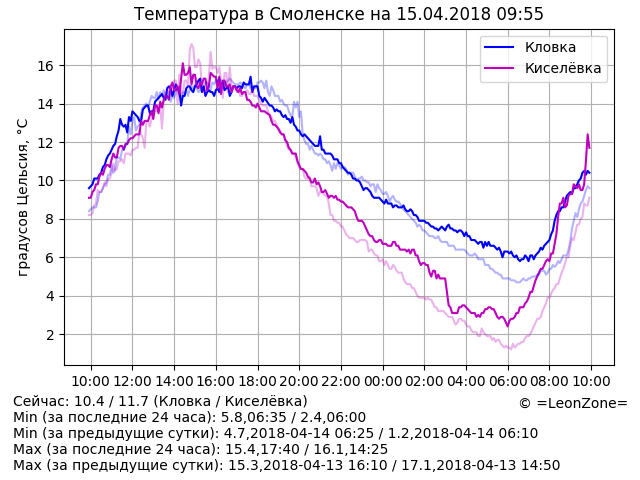 Температура в Смоленске на 15.04.2018 09:55
Кловка
Киселёвка
градусов Цельсия, °C
16
14
12
10
8
6
4
2
10:00 12:00 14:00 16:00 18:00 20:00 22:00 00:00 02:00 04:00 06:00 08:00 10:00
Сейчас: 10.4 / 11.7 (Кловка / Киселёвка)
© =LeonZone=
Min (за последние 24 часа): 5.8,06:35 / 2.4,06:00
Min (за предыдущие сутки): 4.7,2018-04-14 06:25 / 1.2,2018-04-14 06:10
Max (за последние 24 часа): 15.4,17:40 / 16.1,14:25
Max (за предыдущие сутки): 15.3,2018-04-13 16:10 / 17.1,2018-04-13 14:50